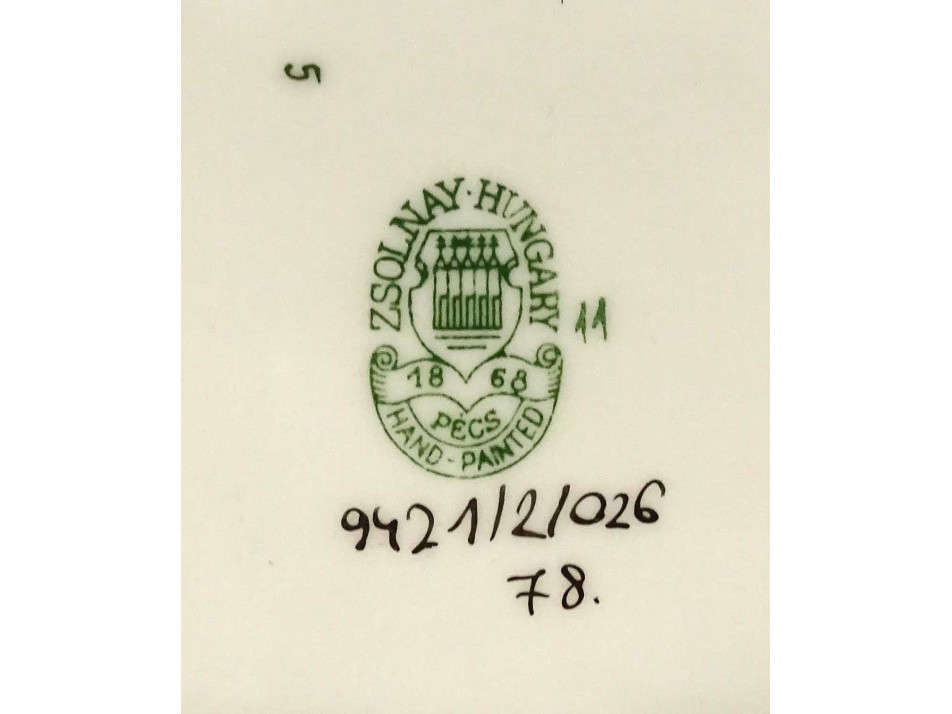 5
ZSOLNAY · HUNGARY
11
18 68
PÉCS
HAND-PAINTED
9421/2/026
78.